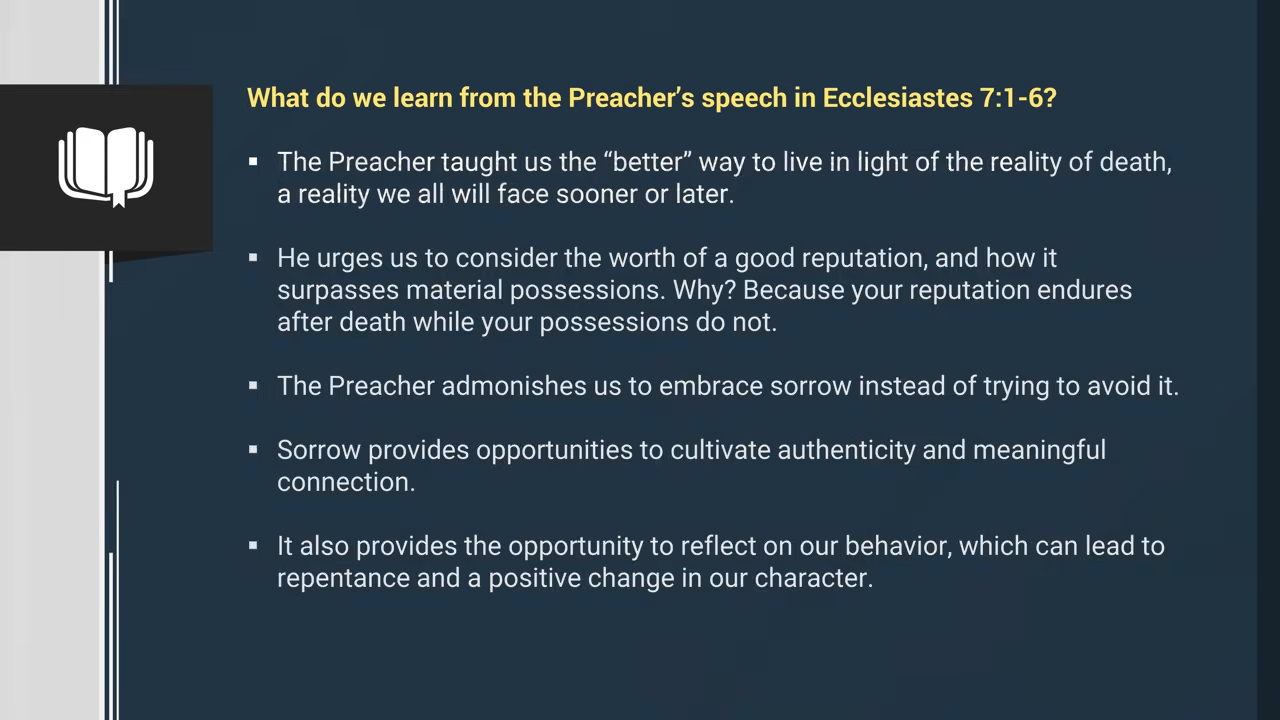 What do we learn from the Preacher’s speech in Ecclesiastes 7:1-6?
▪ The Preacher taught us the “better” way to live in light of the reality of death,
a reality we all will face sooner or later.
▪ He urges us to consider the worth of a good reputation, and how it
surpasses material possessions. Why? Because your reputation endures
after death while your possessions do not.
▪ The Preacher admonishes us to embrace sorrow instead of trying to avoid it.
▪ Sorrow provides opportunities to cultivate authenticity and meaningful
connection.
▪ It also provides the opportunity to reflect on our behavior, which can lead to
repentance and a positive change in our character.